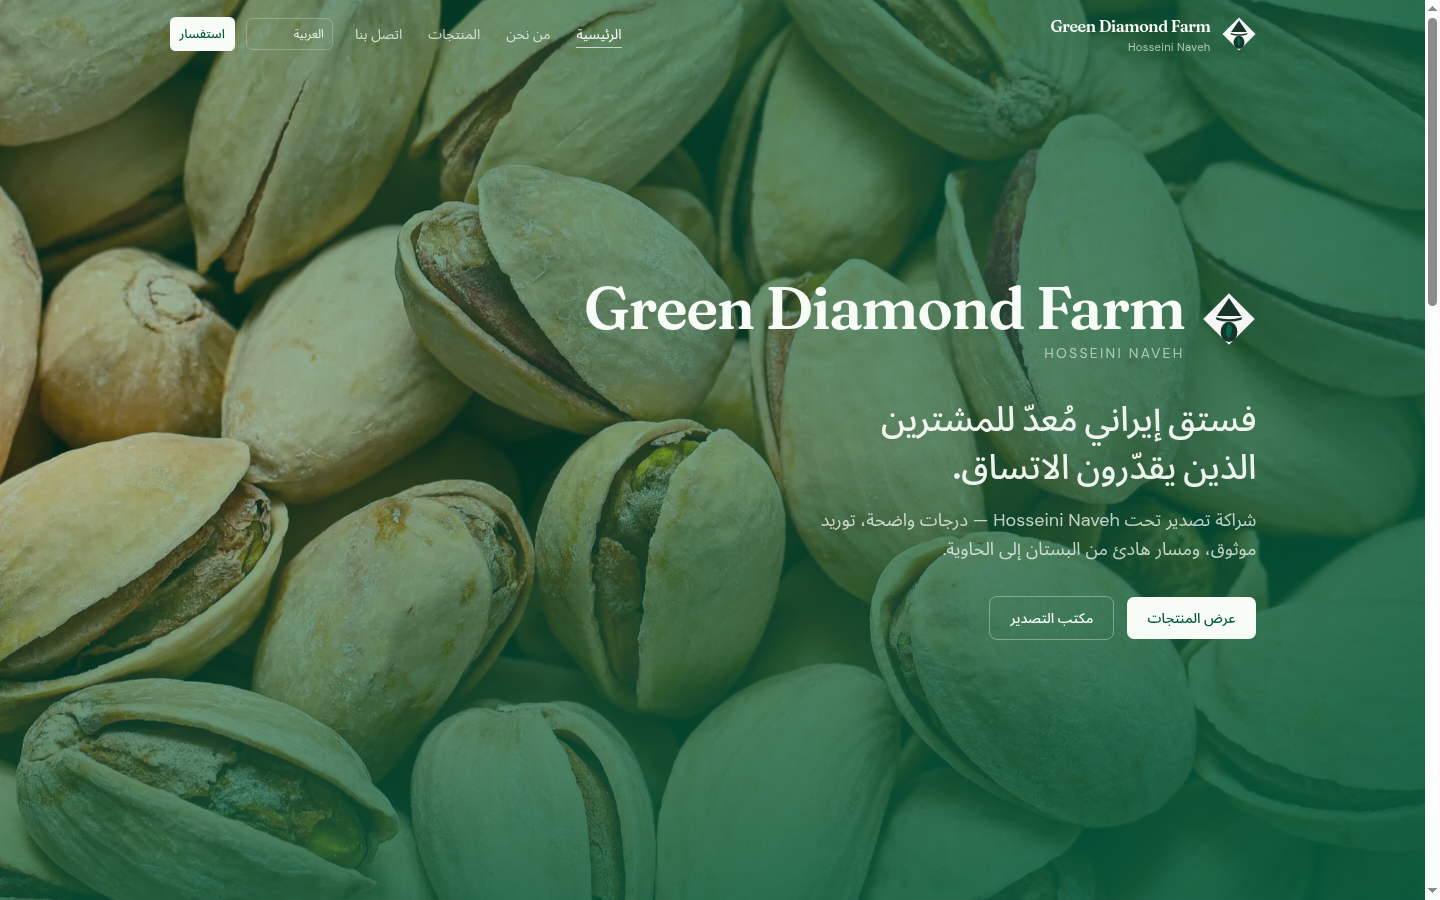 Green Diamond Farm
Hosseini Naveh
الرئيسية
من نحن
المنتجات
اتصل بنا
العربية
استفسار
Green Diamond Farm
HOSSEINI NAVEH
فستق إيراني مُعدّ للمشترين
الذين يقدّرون الاتساق.
شراكة تصدير تحت Hosseini Naveh — درجات واضحة، توريد
موثوق، ومسار هادئ من البستان إلى الحاوية.
عرض المنتجات
مكتب التصدير